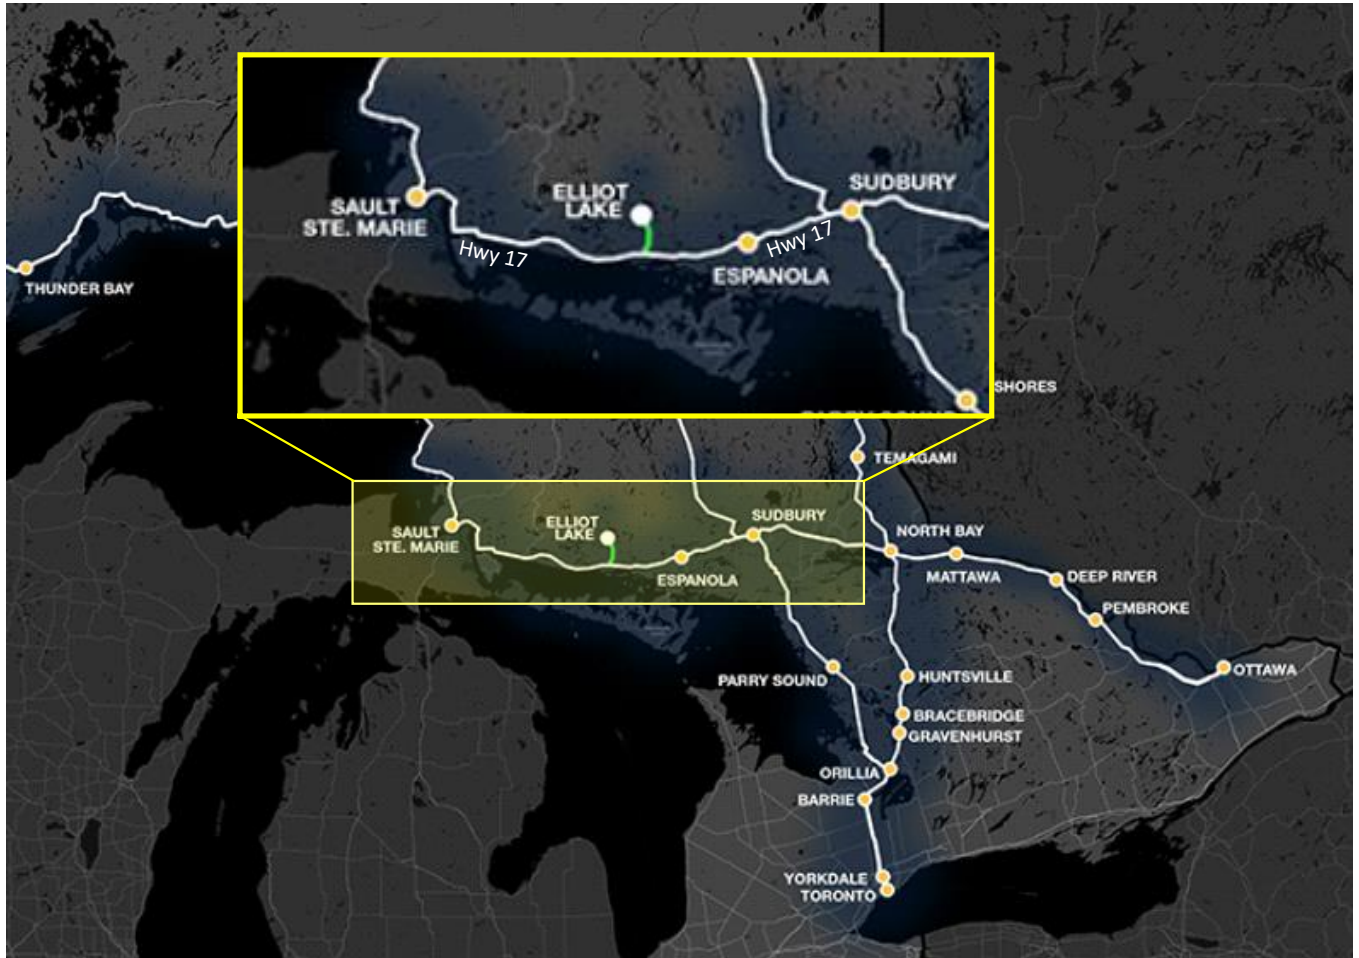 SUDBURY
ELLIOT
LAKE
SAULT
STE. MARIE
Hwy 17
Hwy 17
ESPANOLA
THUNDER BAY
SHORES
TEMAGAMI
SUDBURY
ELLIOT
LAKE
SAULT
STE. MARIE
NORTH BAY
ESPANOLA
MATTAWA
DEEP RIVER
PEMBROKE
PARRY SOUND
HUNTSVILLE
OTTAWA
BRACEBRIDGE
GRAVENHURST
ORILLIA
BARRIE
YORKDALE
TORONTO